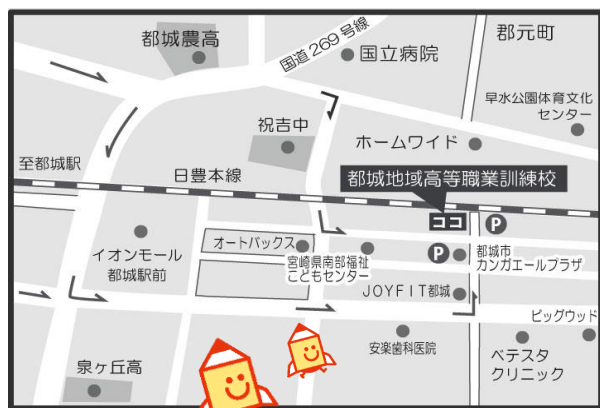 都城農高
国道269号線
国立病院
郡元町
早水公園体育文化
センター
祝吉中
ホームワイド
至都城駅
日豊本線
都城地域高等職業訓練校
ココ
P
イオンモール
都城駅前
オートバックス
宮崎県南部福祉
こどもセンター
P
都城市
カンガエールプラザ
JOYFIT都城
ビッグウッド
安楽歯科医院
ベテスタ
クリニック
泉ヶ丘高